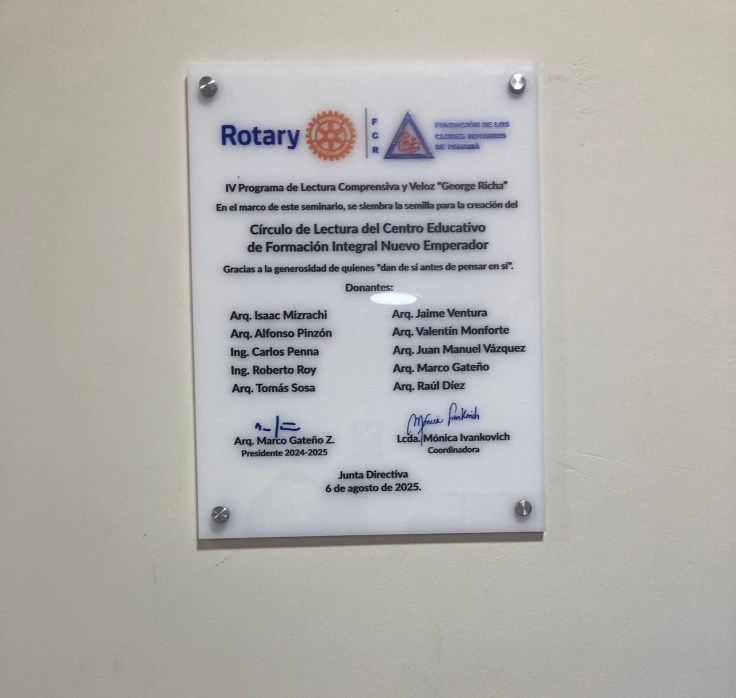 Rotary
F
C
R
FUNDACIÓN DE LOS
CLUBES ROTARIOS
DE PANAMÁ
IV Programa de Lectura Comprensiva y Veloz "George Richa"
En el marco de este seminario, se siembra la semilla para la creación del
Círculo de Lectura del Centro Educativo
de Formación Integral Nuevo Emperador
Gracias a la generosidad de quienes "dan de sí antes de pensar en sí".
Donantes:
Arq. Isaac Mizrachi
Arq. Alfonso Pinzón
Ing. Carlos Penna
Ing. Roberto Roy
Arq. Tomás Sosa
Arq. Jaime Ventura
Arq. Valentín Monforte
Arq. Juan Manuel Vázquez
Arq. Marco Gateño
Arq. Raúl Díez
Arq. Marco Gateño Z.
Presidente 2024-2025
Mónica Ivankovich
Lcda. Mónica Ivankovich
Coordinadora
Junta Directiva
6 de agosto de 2025.